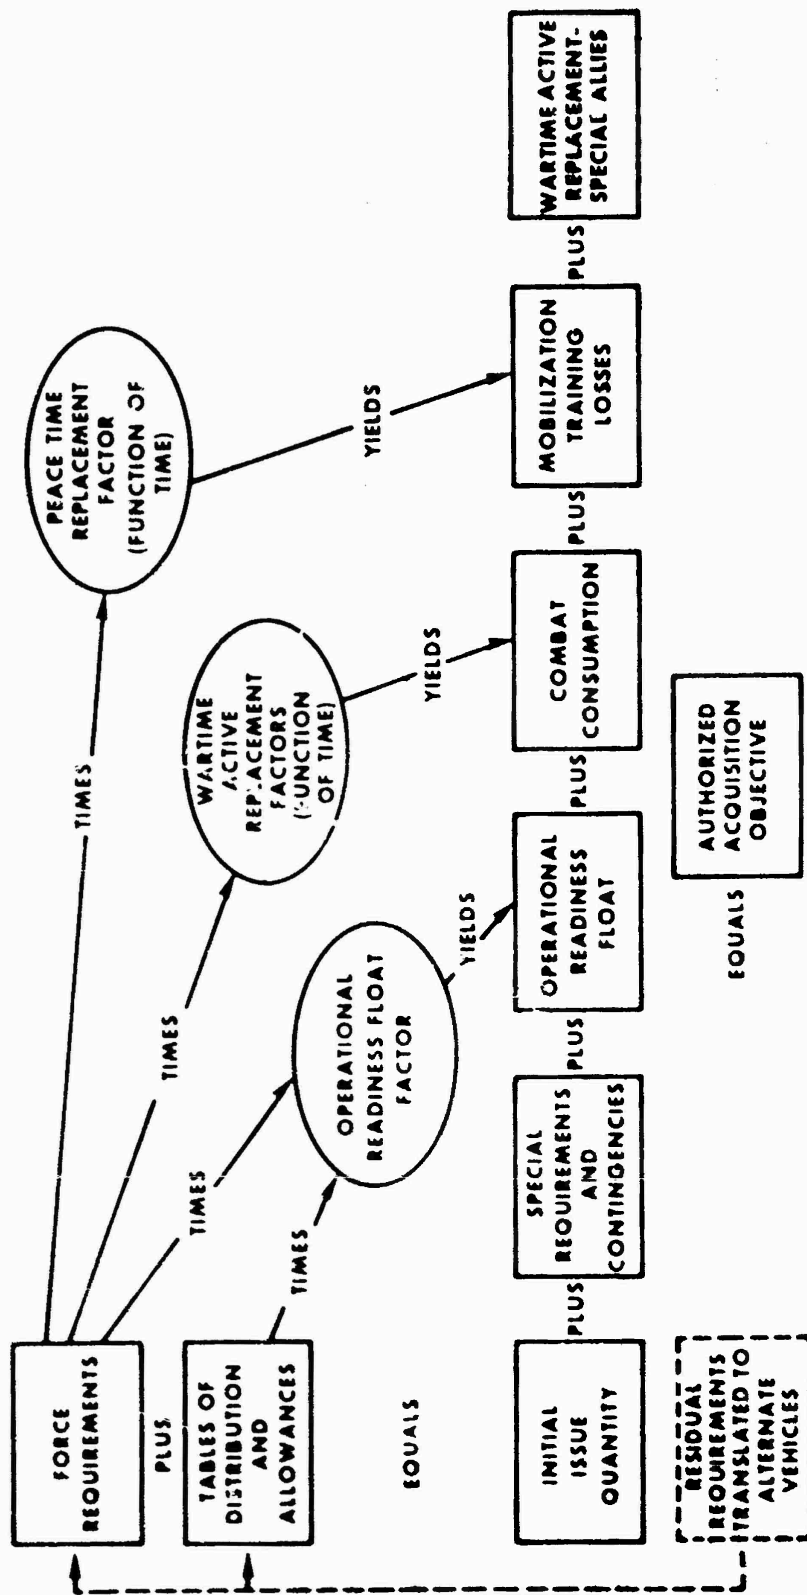 FORCE
REQUIREMENTS
TIMES
PEACE TIME
REPLACEMENT
FACTOR
(FUNCTION OF
TIME)
PLUS
TIMES
WARTIME
ACTIVE
REPLACEMENT
FACTORS
(FUNCTION
OF TIME)
TABLES OF
DISTRIBUTION
AND
ALLOWANCES
TIMES
TIMES
OPERATIONAL
READINESS FLOAT
FACTOR
YIELDS
YIELDS
YIELDS
EQUALS
INITIAL
ISSUE
QUANTITY
PLUS
SPECIAL
REQUIREMENTS
AND
CONTINGENCIES
PLUS
OPERATIONAL
READINESS
FLOAT
PLUS
COMBAT
CONSUMPTION
PLUS
MOBILIZATION
TRAINING
LOSSES
PLUS
WARTIME ACTIVE
REPLACEMENT-
SPECIAL ALLIES
RESIDUAL
REQUIREMENTS
TRANSLATED TO
ALTERNATE
VEHICLES
EQUALS
AUTHORIZED
ACQUISITION
OBJECTIVE